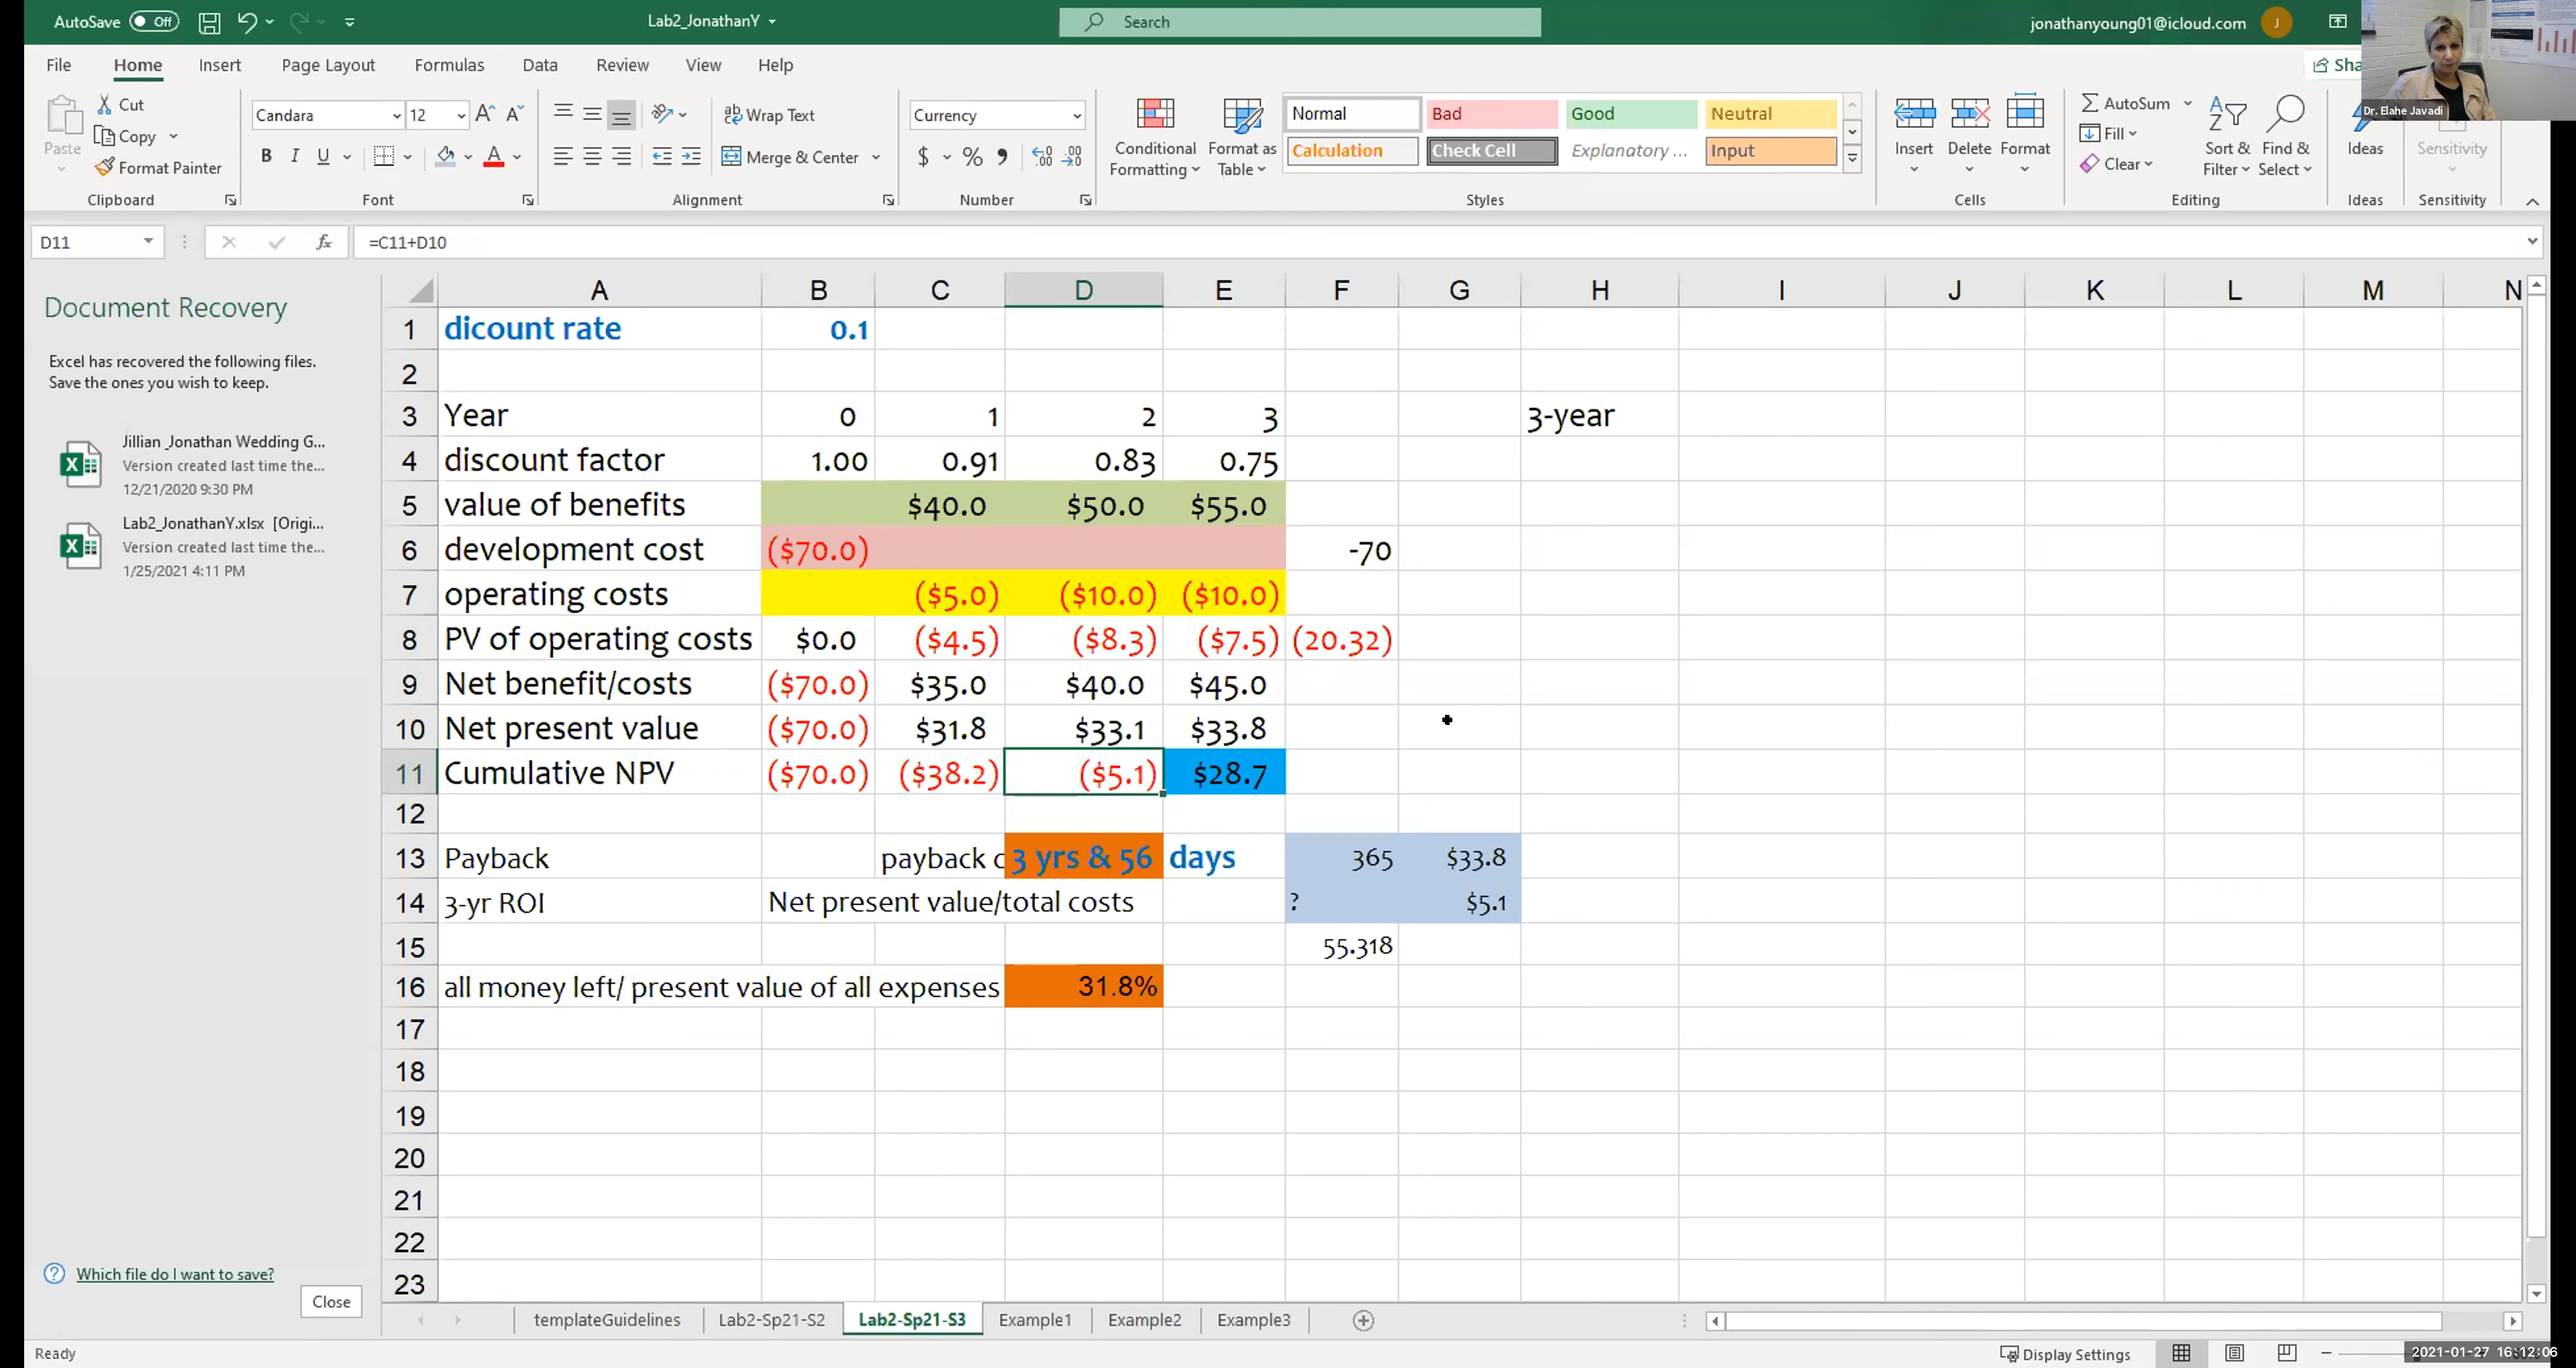 AutoSave Off Lab2_JonathanY Search jonathanyoung01@icloud.com J
File Home Insert Page Layout Formulas Data Review View Help Sha
Dr. Elahe Javadi
Paste
Cut
Copy
Format Painter
Clipboard
Candara 12
B I U
Font
Wrap Text
Merge & Center
Alignment
Currency
$ %
Number
Conditional Formatting
Format as Table
Normal Bad Good Neutral
Calculation Check Cell Explanatory ... Input
Styles
Insert Delete Format
Cells
AutoSum
Fill
Clear
Sort & Filter
Find & Select
Editing
Ideas
Ideas
Sensitivity
Sensitivity
D11 fx =C11+D10
Document Recovery
Excel has recovered the following files.
Save the ones you wish to keep.
Jillian _Jonathan Wedding G...
Version created last time the...
12/21/2020 9:30 PM
Lab2_JonathanY.xlsx [Origi...
Version created last time the...
1/25/2021 4:11 PM
Which file do I want to save?
Close
A B C D E F G H I J K L M N
1 dicount rate 0.1
2
3 Year 0 1 2 3 3-year
4 discount factor 1.00 0.91 0.83 0.75
5 value of benefits $40.0 $50.0 $55.0
6 development cost ($70.0) -70
7 operating costs ($5.0) ($10.0) ($10.0)
8 PV of operating costs $0.0 ($4.5) ($8.3) ($7.5) (20.32)
9 Net benefit/costs ($70.0) $35.0 $40.0 $45.0
10 Net present value ($70.0) $31.8 $33.1 $33.8
11 Cumulative NPV ($70.0) ($38.2) ($5.1) $28.7
12
13 Payback payback c 3 yrs & 56 days 365 $33.8
14 3-yr ROI Net present value/total costs ? $5.1
15 55.318
16 all money left/ present value of all expenses 31.8%
17
18
19
20
21
22
23
templateGuidelines Lab2-Sp21-S2 Lab2-Sp21-S3 Example1 Example2 Example3
Ready Display Settings 2021-01-27 16:12:06